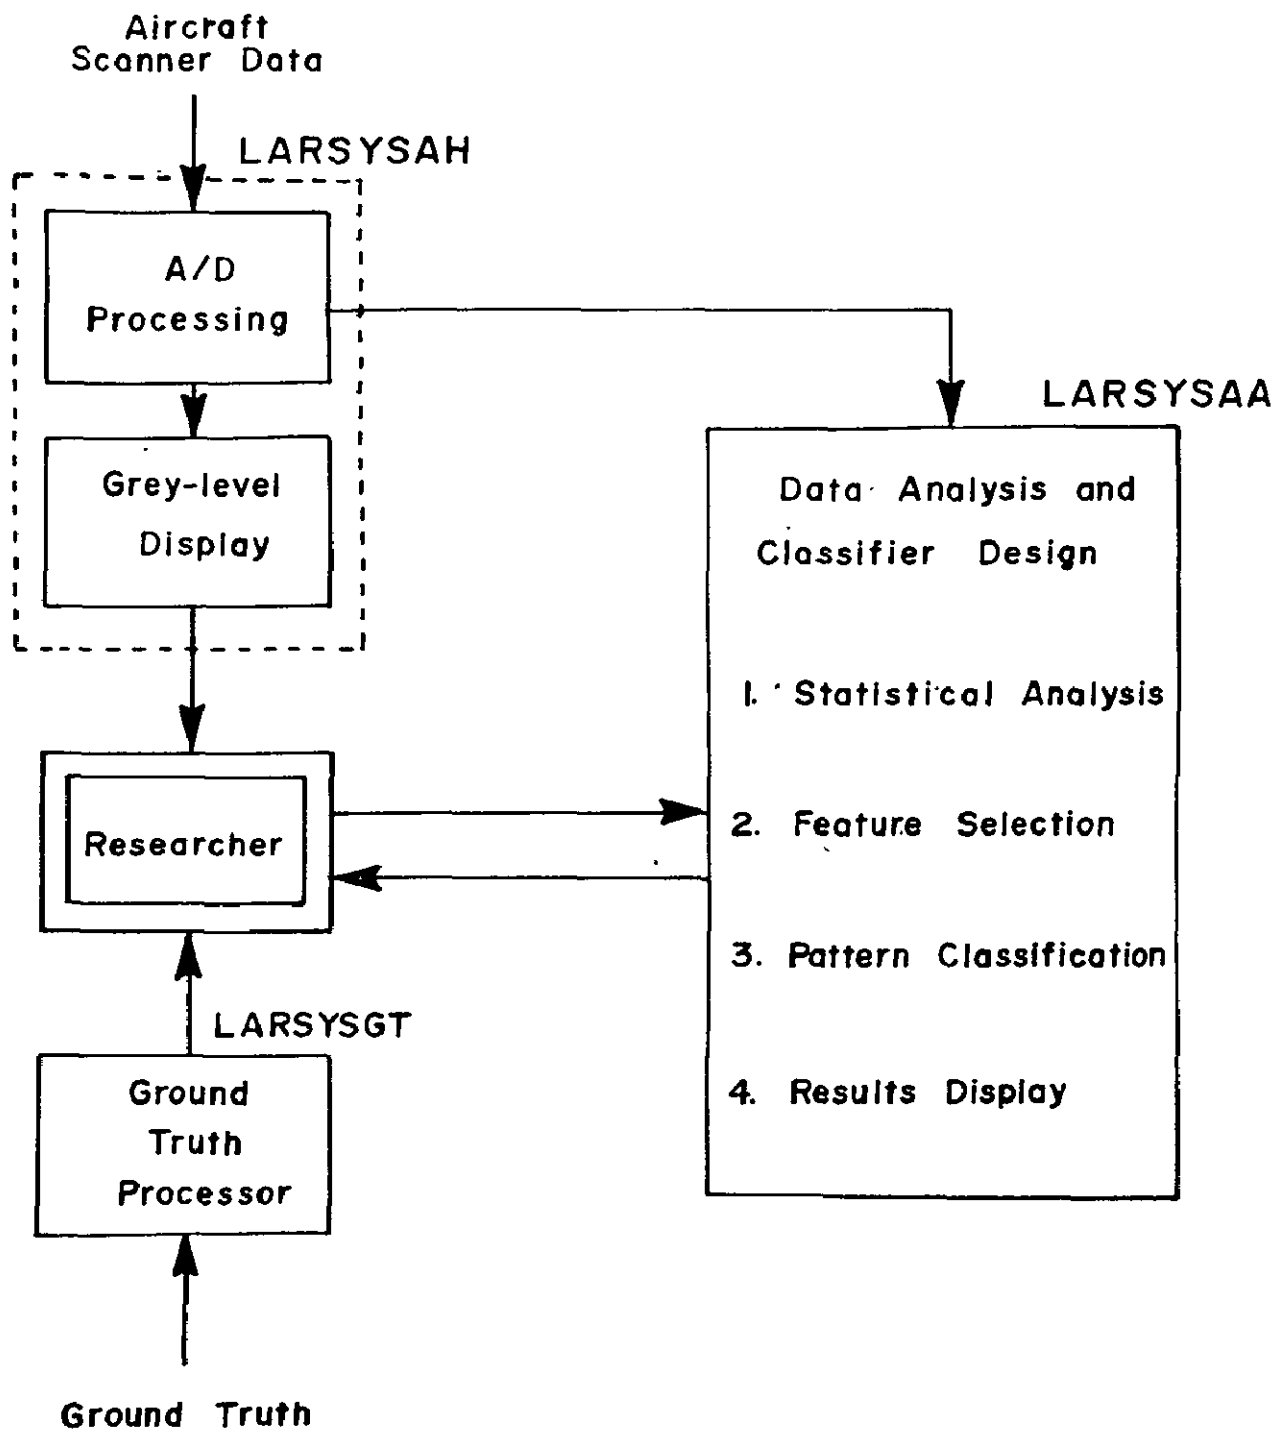 Aircraft
Scanner Data
LARSYSAH
A/D
Processing
Grey-level
Display
Researcher
LARSYSGT
Ground
Truth
Processor
Ground Truth
LARSYSAA
Data Analysis and
Classifier Design
1. Statistical Analysis
2. Feature Selection
3. Pattern Classification
4. Results Display